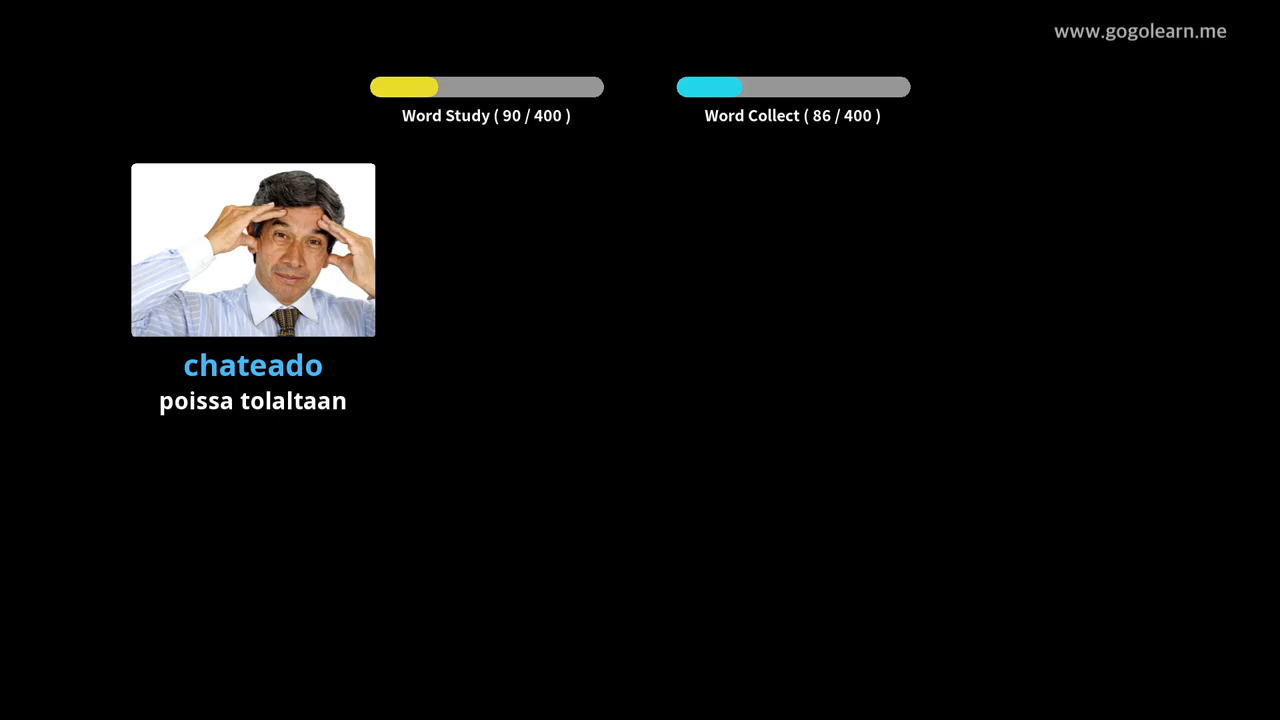 www.gogolearn.me
Word Study ( 90 / 400 )
Word Collect ( 86 / 400 )
chateado
poissa tolaltaan